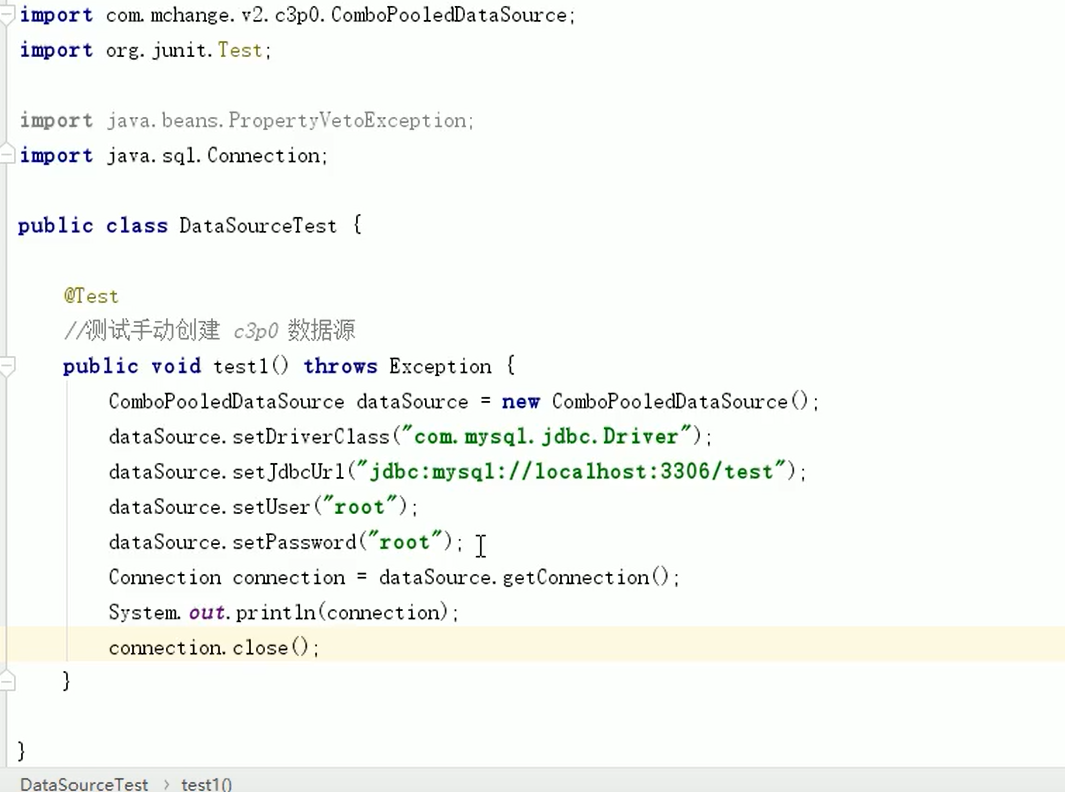 import com.mchange.v2.c3p0.ComboPooledDataSource;
import org.junit.Test;
import java.beans.PropertyVetoException;
import java.sql.Connection;
public class DataSourceTest {
@Test
//测试手动创建 c3p0 数据源
public void test1() throws Exception {
ComboPooledDataSource dataSource = new ComboPooledDataSource();
dataSource.setDriverClass("com.mysql.jdbc.Driver");
dataSource.setJdbcUrl("jdbc:mysql://localhost:3306/test");
dataSource.setUser("root");
dataSource.setPassword("root");
Connection connection = dataSource.getConnection();
System.out.println(connection);
connection.close();
}
}
DataSourceTest › test1()